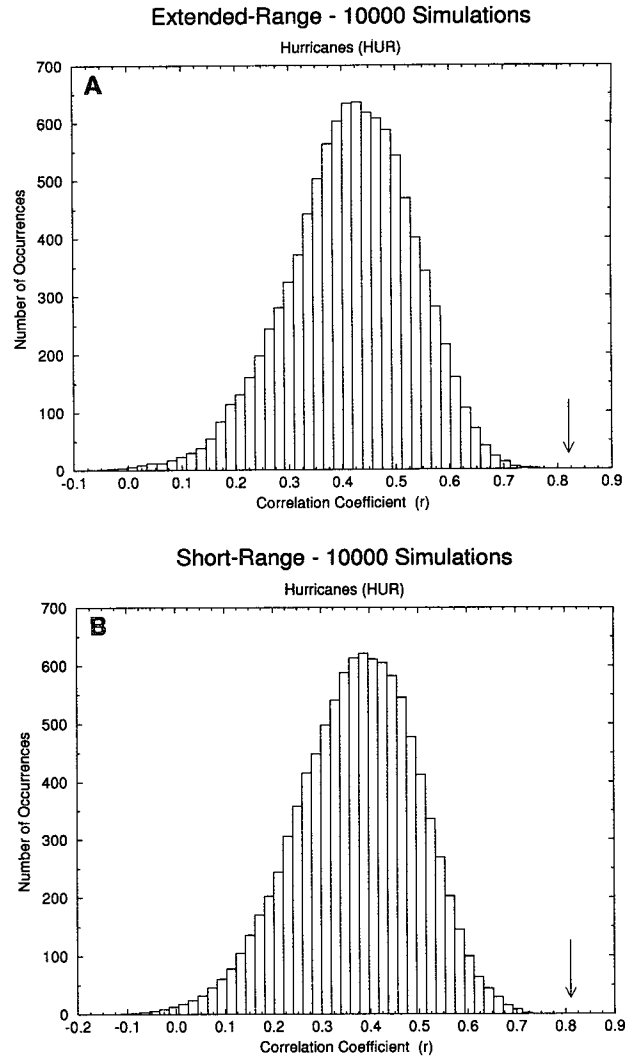 Extended-Range - 10000 Simulations
Hurricanes (HUR)
A
Number of Occurrences
700
600
500
400
300
200
100
0
-0.1 0.0 0.1 0.2 0.3 0.4 0.5 0.6 0.7 0.8 0.9
Correlation Coefficient (r)
Short-Range - 10000 Simulations
Hurricanes (HUR)
B
Number of Occurrences
700
600
500
400
300
200
100
0
-0.2 -0.1 0.0 0.1 0.2 0.3 0.4 0.5 0.6 0.7 0.8 0.9
Correlation Coefficient (r)